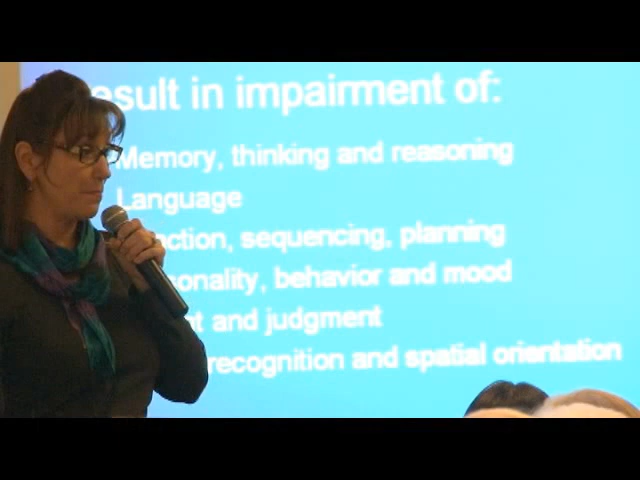 esult in impairment of:
Memory, thinking and reasoning
Language
ction, sequencing, planning
onality, behavior and mood
t and judgment
recognition and spatial orientation